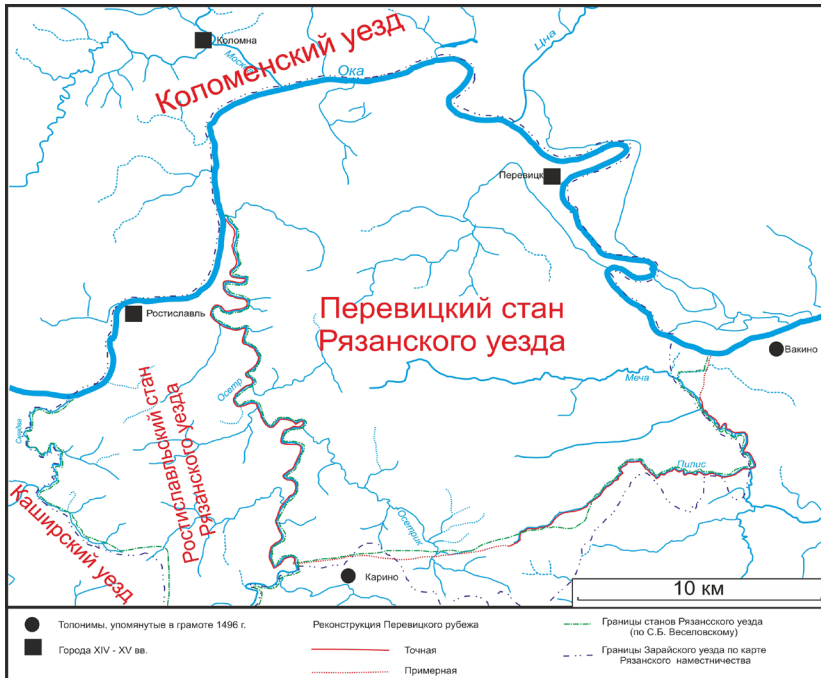 Коломна
Коломенский уезд
Москва
Ока
Цна
Перевицк
Перевицкий стан
Рязанского уезда
Ростиславль
Вакино
Меча
Осетр
Ростиславльский стан
Рязанского уезда
Пилис
Каширский уезд
Осетрик
Карино
10 км
Топонимы, упомянутые в грамоте 1496 г.
Города XIV - XV вв.
Реконструкция Перевицкого рубежа
Точная
Примерная
Границы станов Рязансского уезда
(по С.Б. Веселовскому)
Границы Зарайского уезда по карте
Рязанского наместничества